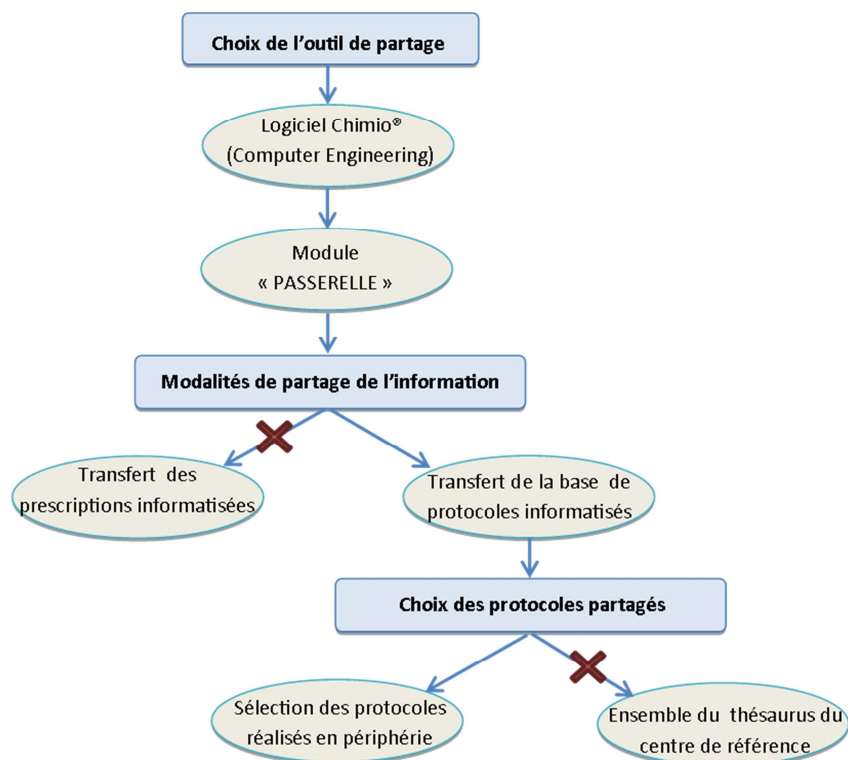 Choix de l'outil de partage
Logiciel Chimio®
(Computer Engineering)
Module
« PASSERELLE »
Modalités de partage de l'information
Transfert des
prescriptions informatisées
Transfert de la base de
protocoles informatisés
Choix des protocoles partagés
Sélection des protocoles
réalisés en périphérie
Ensemble du thésaurus du
centre de référence